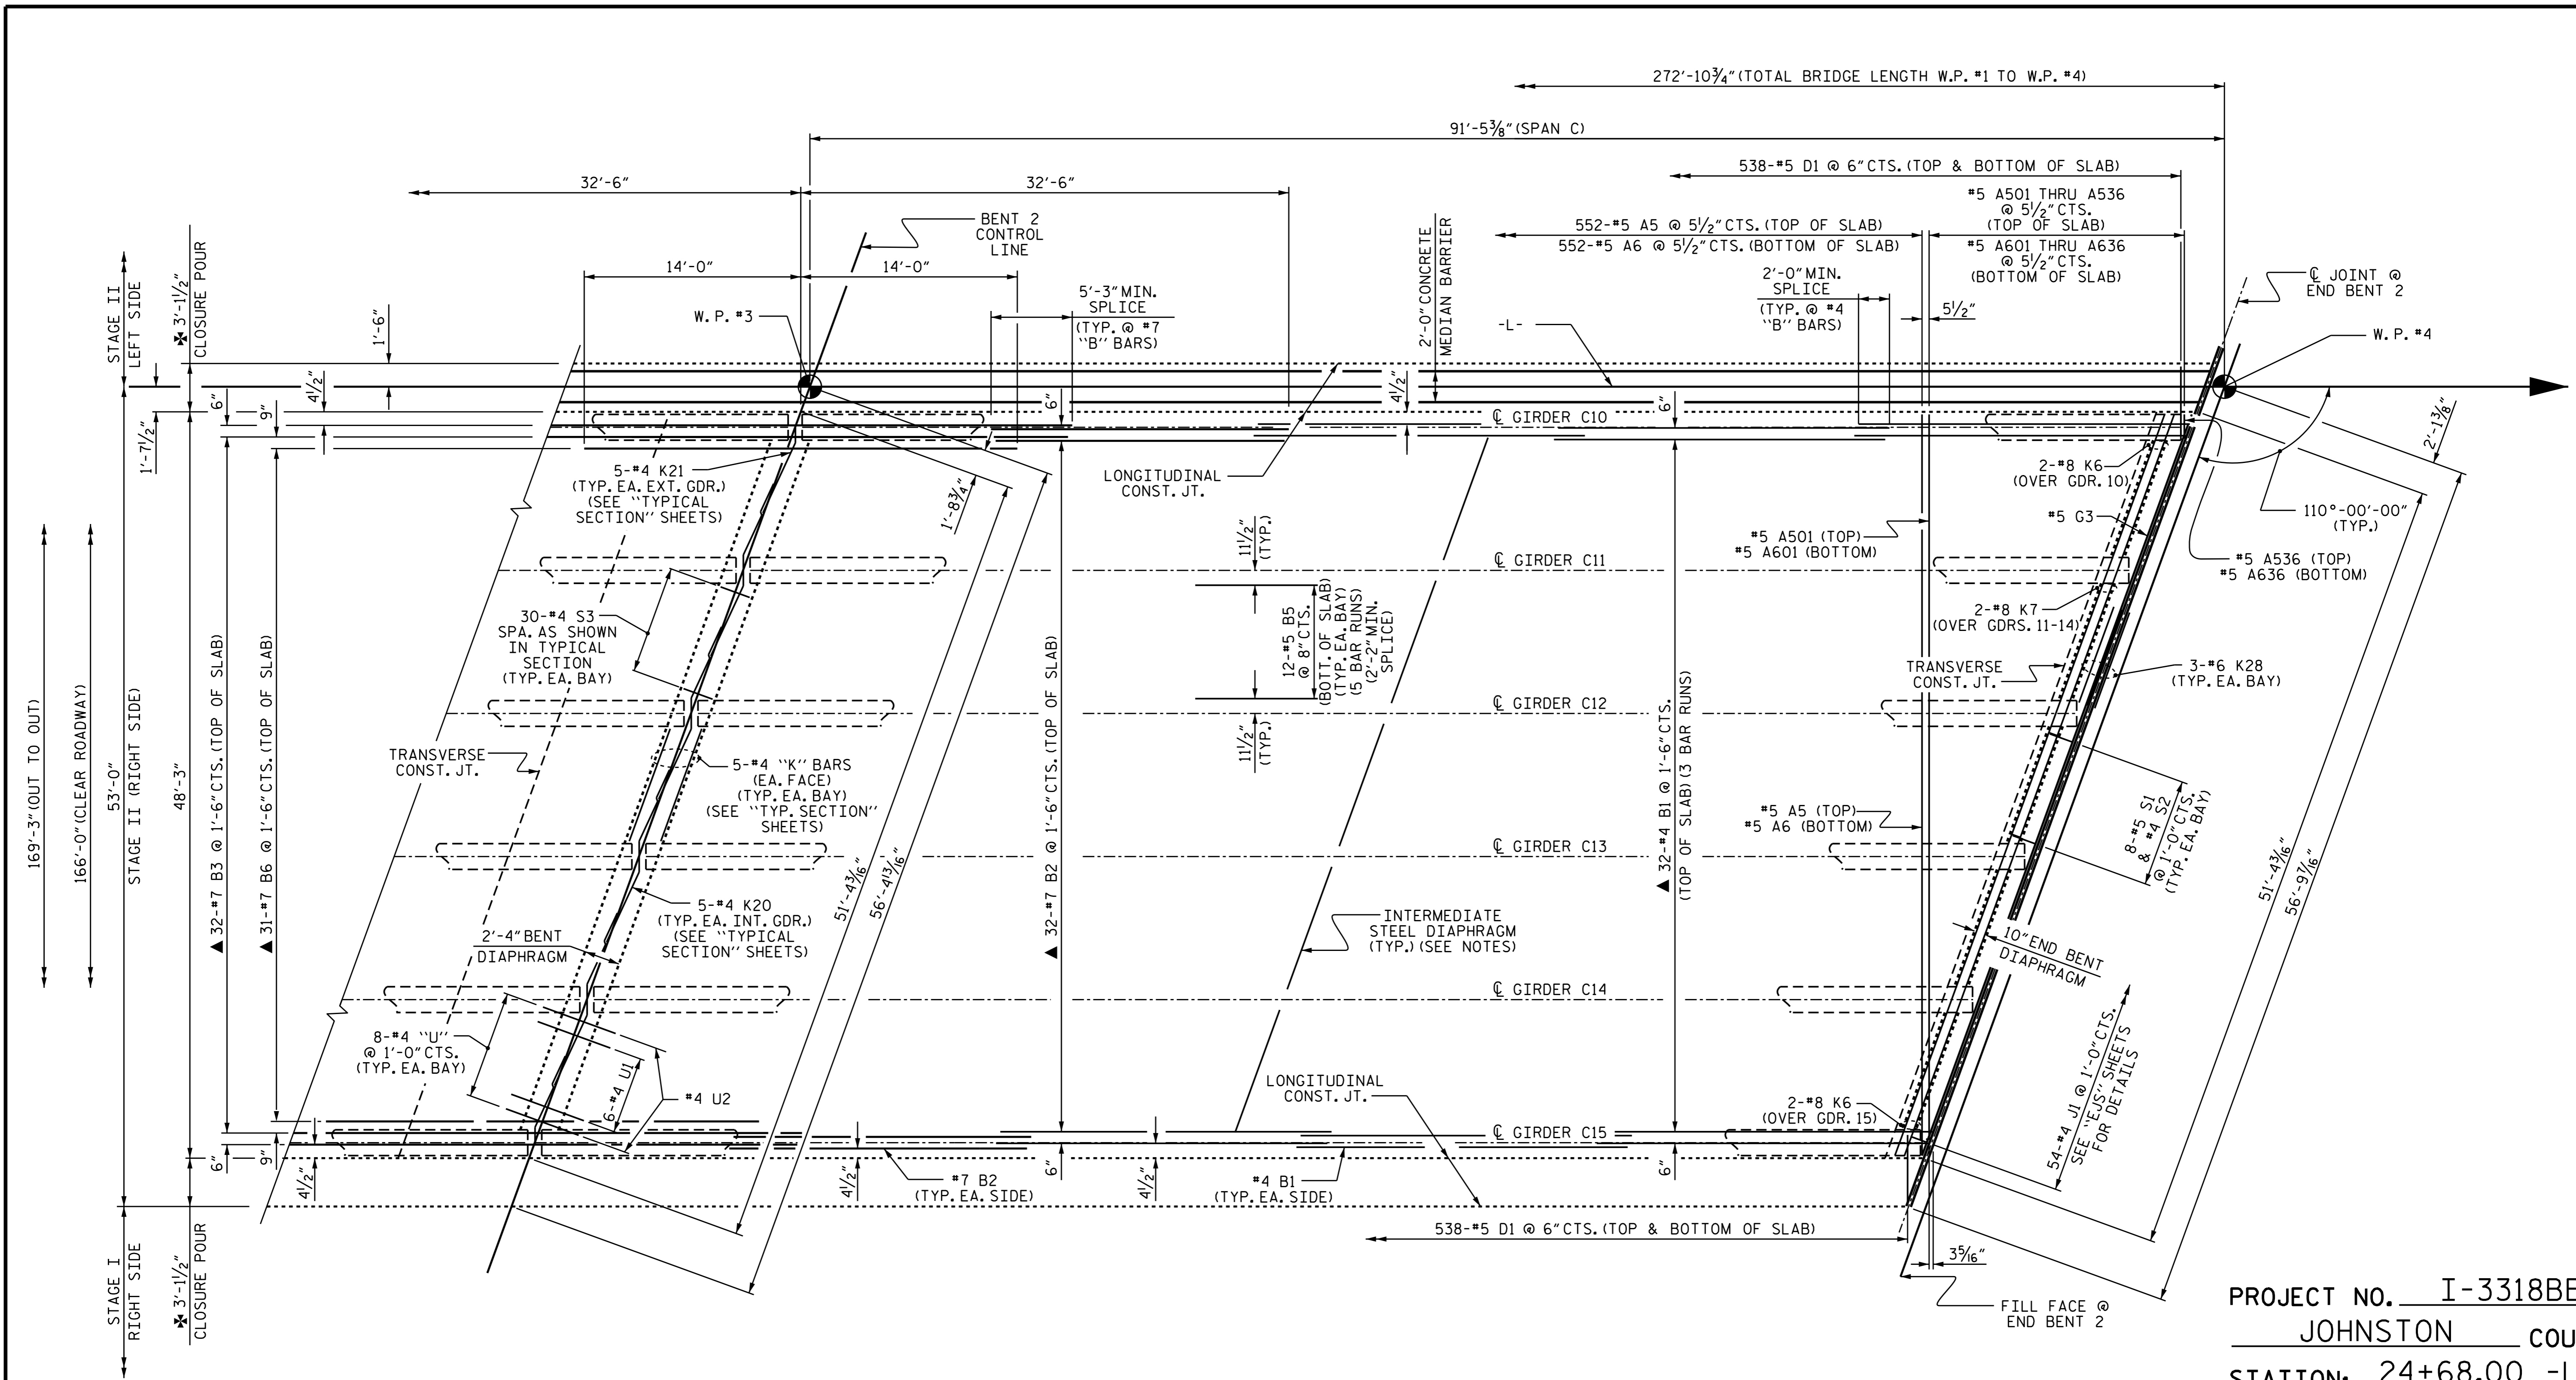 272'-10¾" (TOTAL BRIDGE LENGTH W.P. #1 TO W.P. #4)
91'-5⅜" (SPAN C)
538-#5 D1 @ 6" CTS. (TOP & BOTTOM OF SLAB)
32'-6"
32'-6"
#5 A501 THRU A536
@ 5½" CTS.
(TOP OF SLAB)
#5 A601 THRU A636
@ 5½" CTS.
(BOTTOM OF SLAB)
552-#5 A5 @ 5½" CTS. (TOP OF SLAB)
552-#5 A6 @ 5½" CTS. (BOTTOM OF SLAB)
BENT 2
CONTROL
LINE
14'-0"
14'-0"
2'-0" CONCRETE
MEDIAN BARRIER
2'-0" MIN.
SPLICE
(TYP. @ #4
``B'' BARS)
5½"
℄ JOINT @
END BENT 2
5'-3" MIN.
SPLICE
(TYP. @ #7
``B'' BARS)
W.P. #3
-L-
W.P. #4
STAGE II
LEFT SIDE
✠ 3'-1½"
CLOSURE POUR
1'-6"
1'-7½"
6"
9"
4½"
6"
4½"
6"
℄ GIRDER C10
2'-1⅜"
5-#4 K21
(TYP. EA. EXT. GDR.)
(SEE ``TYPICAL
SECTION'' SHEETS)
1'-8¾"
LONGITUDINAL
CONST. JT.
2-#8 K6
(OVER GDR. 10)
110°-00'-00"
(TYP.)
#5 G3
#5 A501 (TOP)
#5 A601 (BOTTOM)
#5 A536 (TOP)
#5 A636 (BOTTOM)
11½"
(TYP.)
℄ GIRDER C11
12-#5 B5
@ 8" CTS.
(BOTT. OF SLAB)
(TYP. EA. BAY)
(5 BAR RUNS)
(2'-2" MIN.
SPLICE)
11½"
(TYP.)
30-#4 S3
SPA. AS SHOWN
IN TYPICAL
SECTION
(TYP. EA. BAY)
2-#8 K7
(OVER GDRS. 11-14)
TRANSVERSE
CONST. JT.
3-#6 K28
(TYP. EA. BAY)
℄ GIRDER C12
169'-3" (OUT TO OUT)
166'-0" (CLEAR ROADWAY)
53'-0"
STAGE II (RIGHT SIDE)
48'-3"
▲ 32-#7 B3 @ 1'-6" CTS. (TOP OF SLAB)
▲ 31-#7 B6 @ 1'-6" CTS. (TOP OF SLAB)
TRANSVERSE
CONST. JT.
5-#4 ``K'' BARS
(EA. FACE)
(TYP. EA. BAY)
(SEE ``TYP. SECTION''
SHEETS)
▲ 32-#7 B2 @ 1'-6" CTS. (TOP OF SLAB)
▲ 32-#4 B1 @ 1'-6" CTS.
(TOP OF SLAB) (3 BAR RUNS)
#5 A5 (TOP)
#5 A6 (BOTTOM)
8-#5 S1
& #4 S2
@ 1'-0" CTS.
(TYP. EA. BAY)
℄ GIRDER C13
51'-4³⁄₁₆"
56'-4¹³⁄₁₆"
51'-4³⁄₁₆"
56'-9⁷⁄₁₆"
5-#4 K20
(TYP. EA. INT. GDR.)
(SEE ``TYPICAL
SECTION'' SHEETS)
2'-4" BENT
DIAPHRAGM
INTERMEDIATE
STEEL DIAPHRAGM
(TYP.) (SEE NOTES)
10" END BENT
DIAPHRAGM
℄ GIRDER C14
8-#4 ``U''
@ 1'-0" CTS.
(TYP. EA. BAY)
6-#4 U1
#4 U2
LONGITUDINAL
CONST. JT.
2-#8 K6
(OVER GDR. 15)
54-#4 J1 @ 1'-0" CTS.
SEE ``EJS'' SHEETS
FOR DETAILS
℄ GIRDER C15
6"
9"
4½"
4½"
6"
4½"
6"
#7 B2
(TYP. EA. SIDE)
#4 B1
(TYP. EA. SIDE)
538-#5 D1 @ 6" CTS. (TOP & BOTTOM OF SLAB)
3⁵⁄₁₆"
STAGE I
RIGHT SIDE
✠ 3'-1½"
CLOSURE POUR
FILL FACE @
END BENT 2
PROJECT NO. I-3318BB
JOHNSTON COU
STATION: 24+68.00 -L